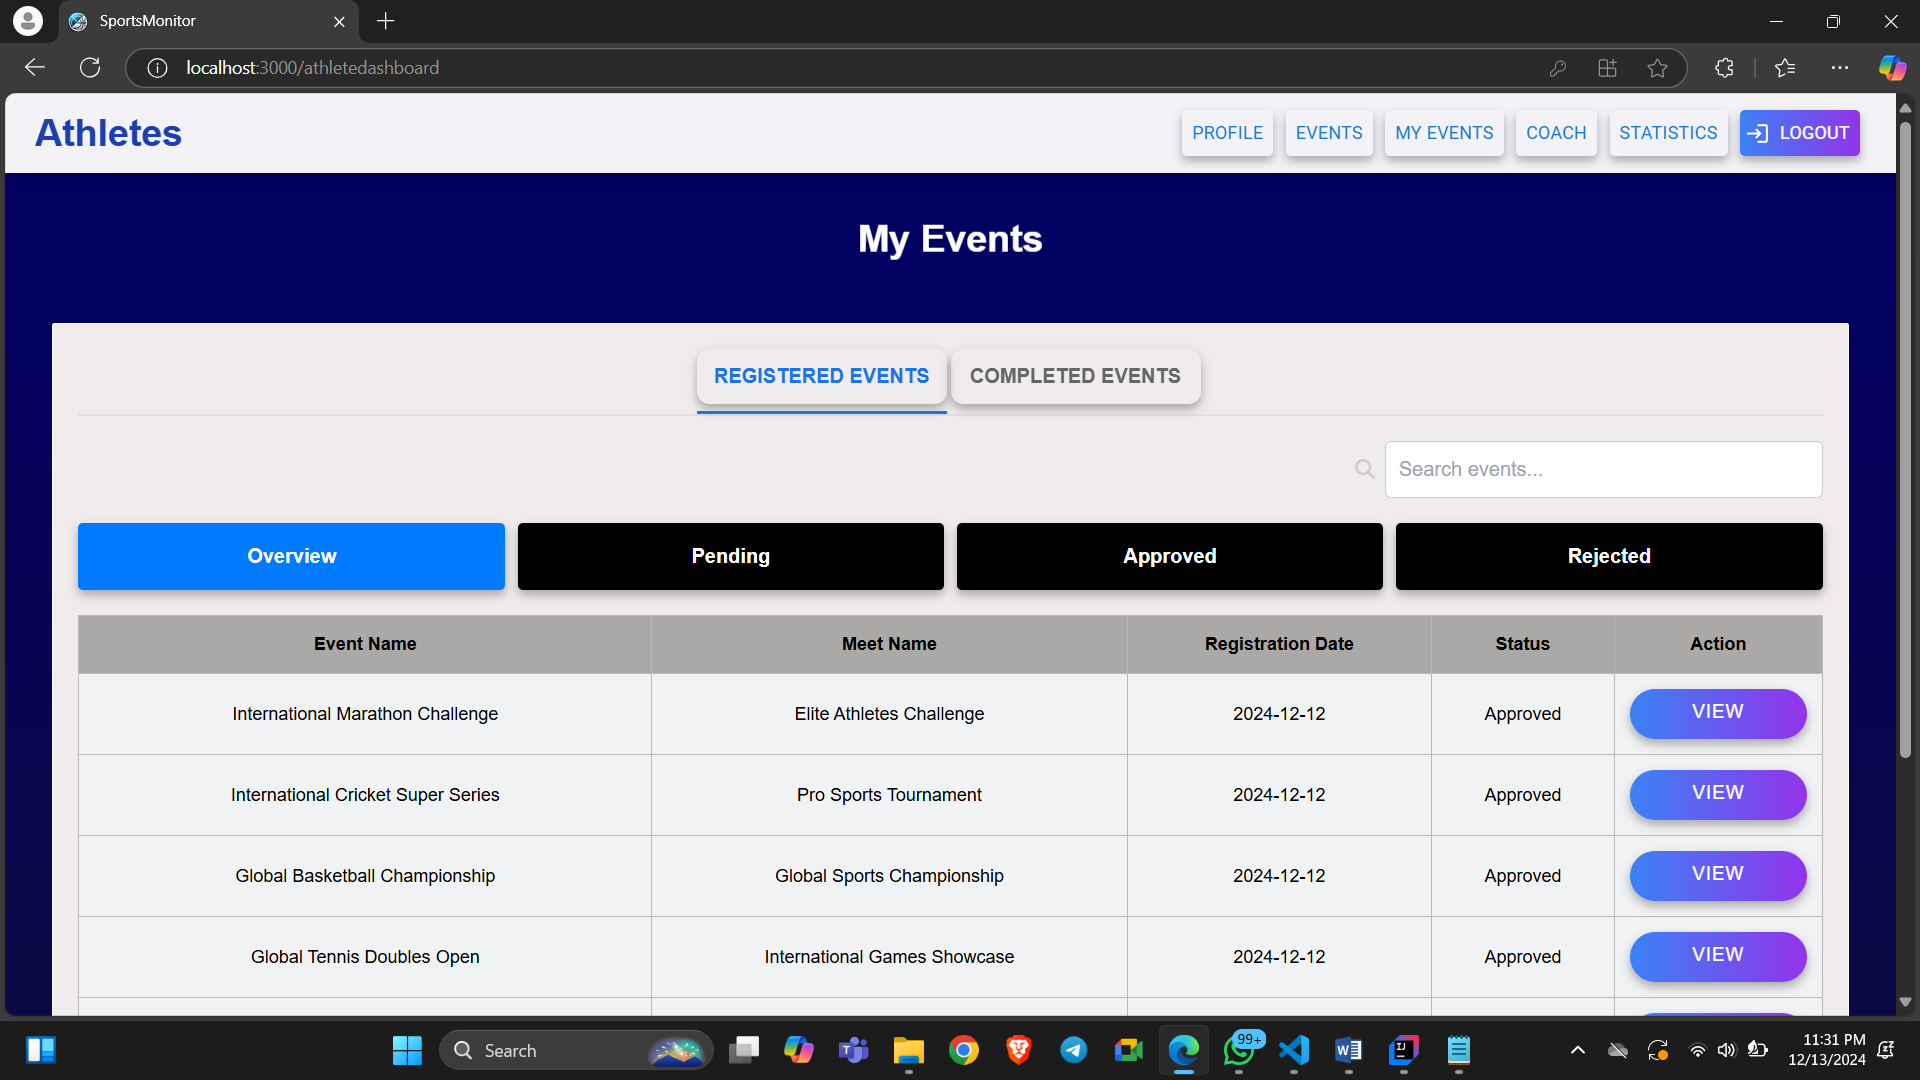 SportsMonitor
localhost:3000/athletedashboard
Athletes
PROFILE
EVENTS
MY EVENTS
COACH
STATISTICS
LOGOUT
My Events
REGISTERED EVENTS
COMPLETED EVENTS
Search events...
Overview
Pending
Approved
Rejected
Event Name Meet Name Registration Date Status Action
International Marathon Challenge Elite Athletes Challenge 2024-12-12 Approved VIEW
International Cricket Super Series Pro Sports Tournament 2024-12-12 Approved VIEW
Global Basketball Championship Global Sports Championship 2024-12-12 Approved VIEW
Global Tennis Doubles Open International Games Showcase 2024-12-12 Approved VIEW
Search
99+
11:31 PM
12/13/2024